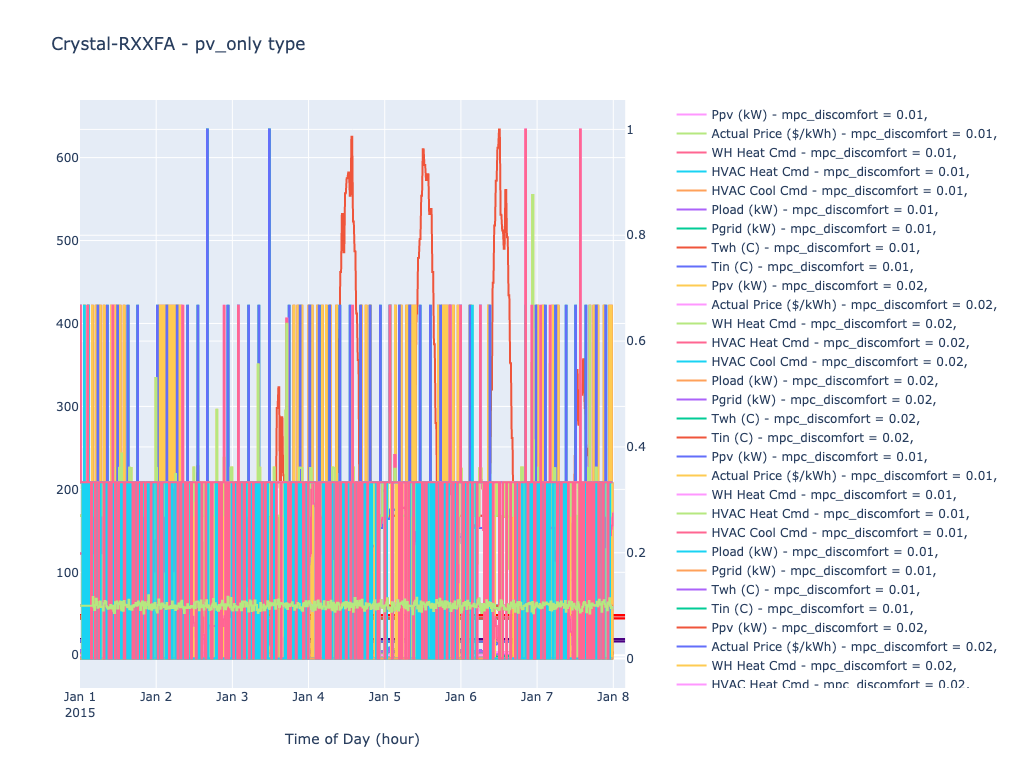 Crystal-RXXFA - pv_only type
600
500
400
300
200
100
0
1
0.8
0.6
0.4
0.2
0
Jan 1
2015
Jan 2
Jan 3
Jan 4
Jan 5
Jan 6
Jan 7
Jan 8
Time of Day (hour)
Ppv (kW) - mpc_discomfort = 0.01,
Actual Price ($/kWh) - mpc_discomfort = 0.01,
WH Heat Cmd - mpc_discomfort = 0.01,
HVAC Heat Cmd - mpc_discomfort = 0.01,
HVAC Cool Cmd - mpc_discomfort = 0.01,
Pload (kW) - mpc_discomfort = 0.01,
Pgrid (kW) - mpc_discomfort = 0.01,
Twh (C) - mpc_discomfort = 0.01,
Tin (C) - mpc_discomfort = 0.01,
Ppv (kW) - mpc_discomfort = 0.02,
Actual Price ($/kWh) - mpc_discomfort = 0.02,
WH Heat Cmd - mpc_discomfort = 0.02,
HVAC Heat Cmd - mpc_discomfort = 0.02,
HVAC Cool Cmd - mpc_discomfort = 0.02,
Pload (kW) - mpc_discomfort = 0.02,
Pgrid (kW) - mpc_discomfort = 0.02,
Twh (C) - mpc_discomfort = 0.02,
Tin (C) - mpc_discomfort = 0.02,
Ppv (kW) - mpc_discomfort = 0.01,
Actual Price ($/kWh) - mpc_discomfort = 0.01,
WH Heat Cmd - mpc_discomfort = 0.01,
HVAC Heat Cmd - mpc_discomfort = 0.01,
HVAC Cool Cmd - mpc_discomfort = 0.01,
Pload (kW) - mpc_discomfort = 0.01,
Pgrid (kW) - mpc_discomfort = 0.01,
Twh (C) - mpc_discomfort = 0.01,
Tin (C) - mpc_discomfort = 0.01,
Ppv (kW) - mpc_discomfort = 0.02,
Actual Price ($/kWh) - mpc_discomfort = 0.02,
WH Heat Cmd - mpc_discomfort = 0.02,
HVAC Heat Cmd - mpc_discomfort = 0.02,